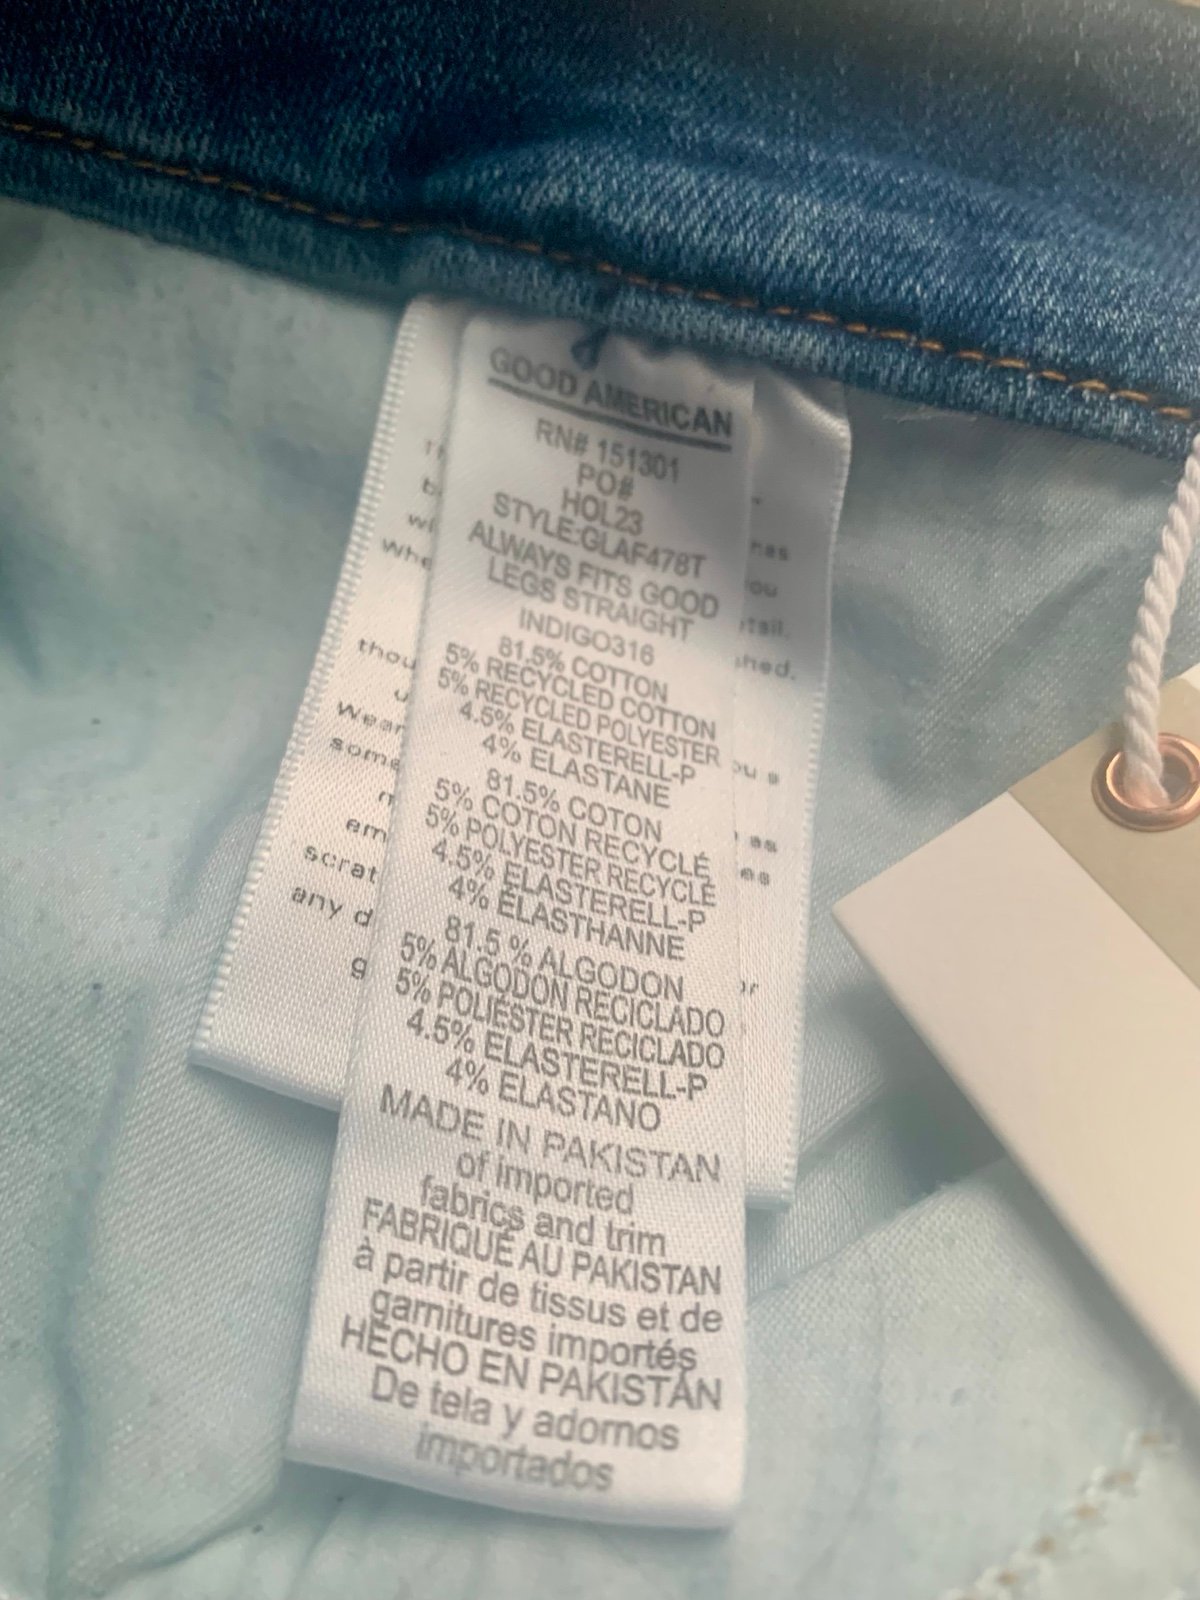 GOOD AMERICAN
RN# 151301
PO#
HOL23
STYLE:GLAF478T
ALWAYS FITS GOOD
LEGS STRAIGHT
INDIGO316
81.5% COTTON
5% RECYCLED COTTON
5% RECYCLED POLYESTER
4.5% ELASTERELL-P
4% ELASTANE
81.5% COTON
5% COTON RECYCLÉ
5% POLYESTER RECYCLÉ
4.5% ELASTERELL-P
4% ÉLASTHANNE
81.5 % ALGODON
5% ALGODON RECICLADO
5% POLIÉSTER RECICLADO
4.5% ELASTERELL-P
4% ELASTANO
MADE IN PAKISTAN
of imported
fabrics and trim
FABRIQUÉ AU PAKISTAN
à partir de tissus et de
garnitures importés
HECHO EN PAKISTÁN
De tela y adornos
importados
any